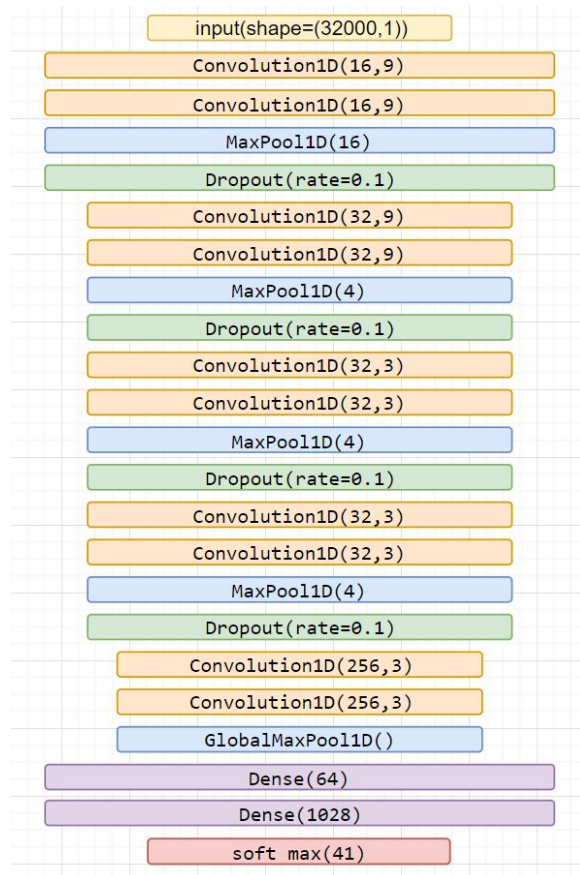 input(shape=(32000,1))
Convolution1D(16,9)
Convolution1D(16,9)
MaxPool1D(16)
Dropout(rate=0.1)
Convolution1D(32,9)
Convolution1D(32,9)
MaxPool1D(4)
Dropout(rate=0.1)
Convolution1D(32,3)
Convolution1D(32,3)
MaxPool1D(4)
Dropout(rate=0.1)
Convolution1D(32,3)
Convolution1D(32,3)
MaxPool1D(4)
Dropout(rate=0.1)
Convolution1D(256,3)
Convolution1D(256,3)
GlobalMaxPool1D()
Dense(64)
Dense(1028)
soft max(41)